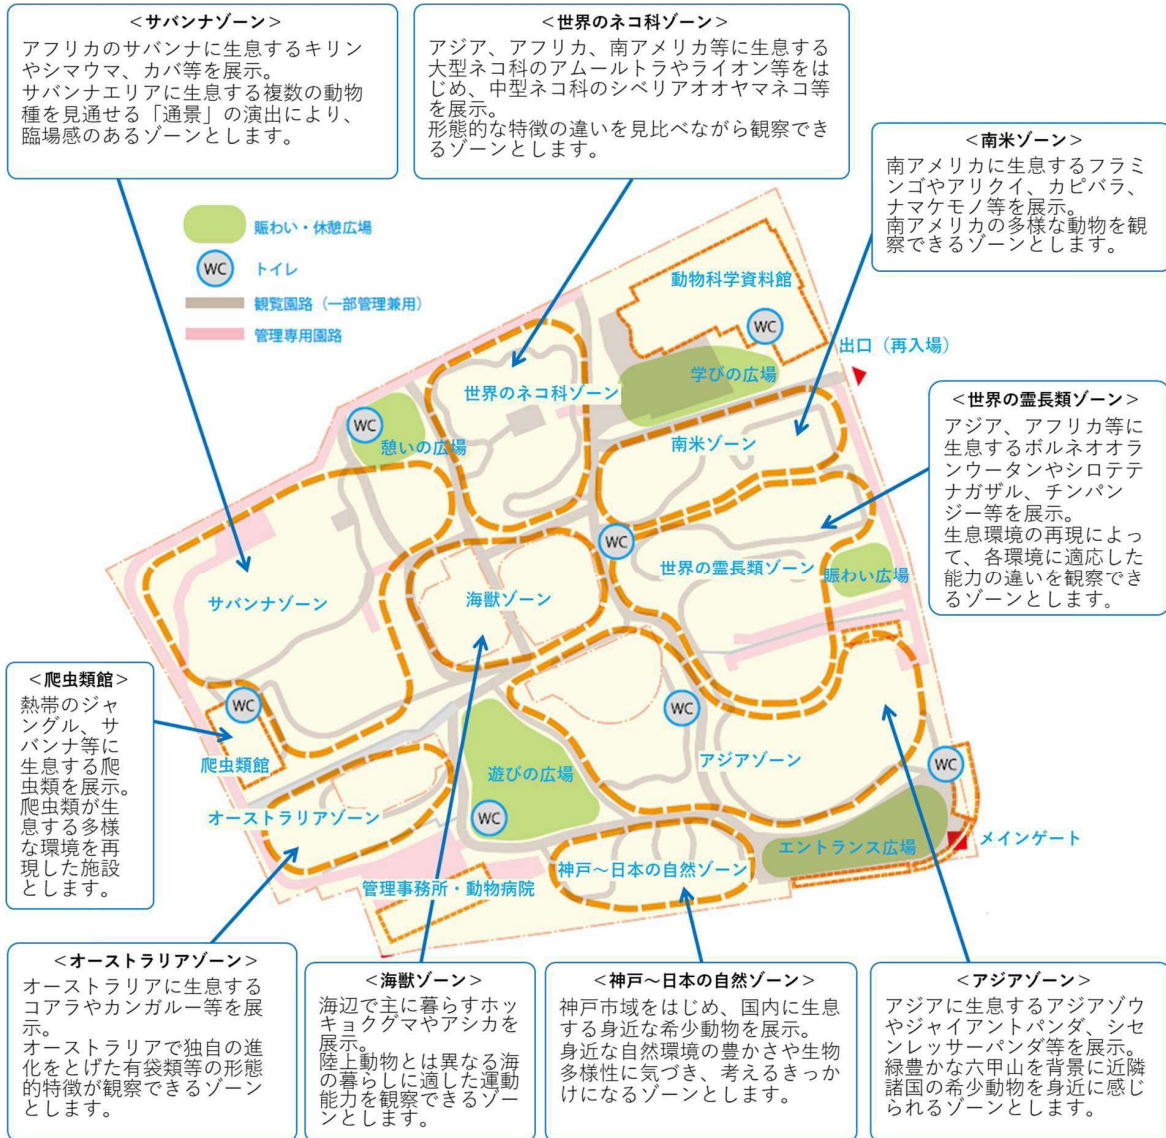 ＜サバンナゾーン＞
アフリカのサバンナに生息するキリン
やシマウマ、カバ等を展示。
サバンナエリアに生息する複数の動物
種を見通せる「通景」の演出により、
臨場感のあるゾーンとします。
＜世界のネコ科ゾーン＞
アジア、アフリカ、南アメリカ等に生息する
大型ネコ科のアムールトラやライオン等をは
じめ、中型ネコ科のシベリアオオヤマネコ等
を展示。
形態的な特徴の違いを見比べながら観察でき
るゾーンとします。
＜南米ゾーン＞
南アメリカに生息するフラミ
ンゴやアリクイ、カピバラ、
ナマケモノ等を展示。
南アメリカの多様な動物を観
察できるゾーンとします。
賑わい・休憩広場
WC
トイレ
観覧園路（一部管理兼用）
管理専用園路
動物科学資料館
WC
出口（再入場）
学びの広場
世界のネコ科ゾーン
WC
憩いの広場
南米ゾーン
＜世界の霊長類ゾーン＞
アジア、アフリカ等に
生息するボルネオオラ
ンウータンやシロテテ
ナガザル、チンパン
ジー等を展示。
生息環境の再現によっ
て、各環境に適応した
能力の違いを観察でき
るゾーンとします。
WC
世界の霊長類ゾーン
賑わい広場
サバンナゾーン
海獣ゾーン
＜爬虫類館＞
熱帯のジャ
ングル、サ
バンナ等に
生息する爬
虫類を展示。
爬虫類が生
息する多様
な環境を再
現した施設
とします。
WC
爬虫類館
WC
アジアゾーン
WC
遊びの広場
WC
オーストラリアゾーン
エントランス広場
メインゲート
神戸～日本の自然ゾーン
管理事務所・動物病院
＜オーストラリアゾーン＞
オーストラリアに生息する
コアラやカンガルー等を展
示。
オーストラリアで独自の進
化をとげた有袋類等の形態
的特徴が観察できるゾーン
とします。
＜海獣ゾーン＞
海辺で主に暮らすホッ
キョクグマやアシカを
展示。
陸上動物とは異なる海
の暮らしに適した運動
能力を観察できるゾー
ンとします。
＜神戸～日本の自然ゾーン＞
神戸市域をはじめ、国内に生息
する身近な希少動物を展示。
身近な自然環境の豊かさや生物
多様性に気づき、考えるきっか
けになるゾーンとします。
＜アジアゾーン＞
アジアに生息するアジアゾウ
やジャイアントパンダ、シセ
ンレッサーパンダ等を展示。
緑豊かな六甲山を背景に近隣
諸国の希少動物を身近に感じ
られるゾーンとします。